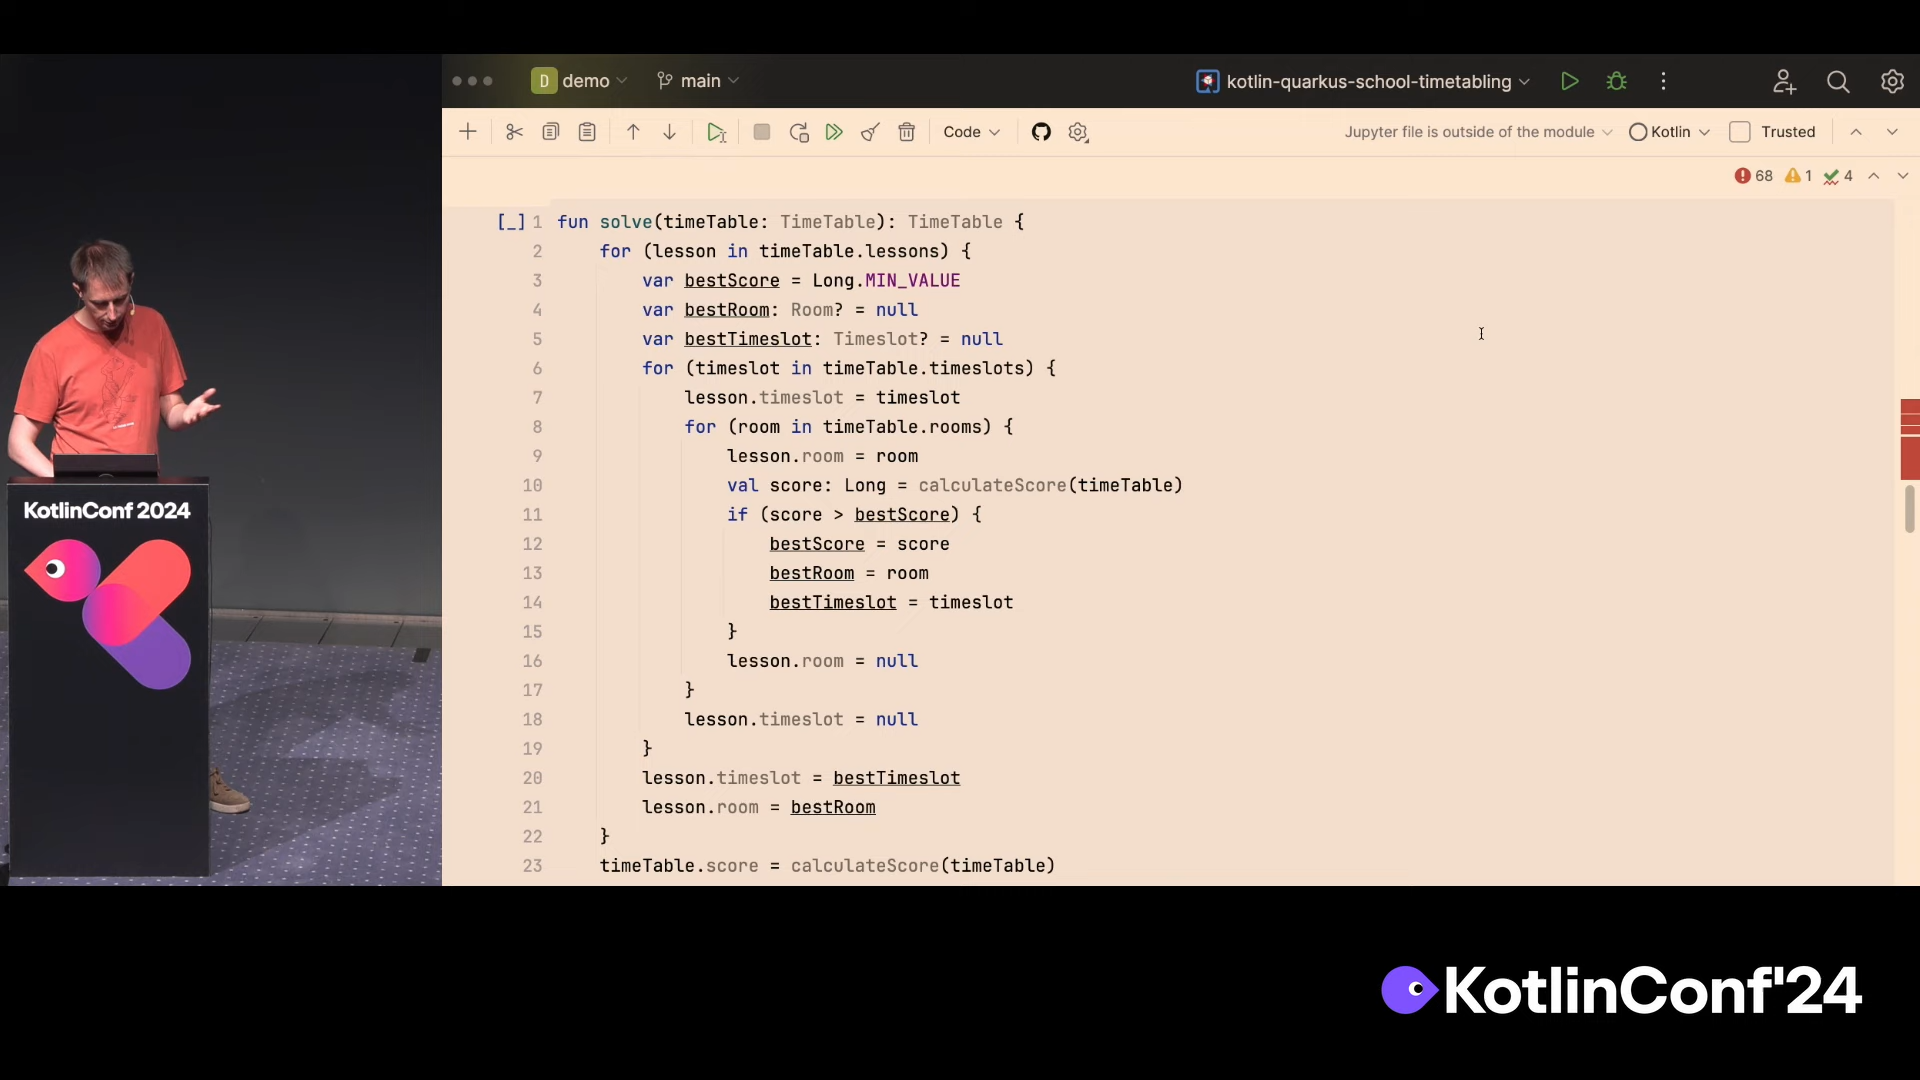 D demo main kotlin-quarkus-school-timetabling
Code Jupyter file is outside of the module Kotlin Trusted
68 1 4
[_] 1 fun solve(timeTable: TimeTable): TimeTable {
2 for (lesson in timeTable.lessons) {
3 var bestScore = Long.MIN_VALUE
4 var bestRoom: Room? = null
5 var bestTimeslot: Timeslot? = null
6 for (timeslot in timeTable.timeslots) {
7 lesson.timeslot = timeslot
8 for (room in timeTable.rooms) {
9 lesson.room = room
10 val score: Long = calculateScore(timeTable)
11 if (score > bestScore) {
12 bestScore = score
13 bestRoom = room
14 bestTimeslot = timeslot
15 }
16 lesson.room = null
17 }
18 lesson.timeslot = null
19 }
20 lesson.timeslot = bestTimeslot
21 lesson.room = bestRoom
22 }
23 timeTable.score = calculateScore(timeTable)
KotlinConf 2024
KotlinConf'24